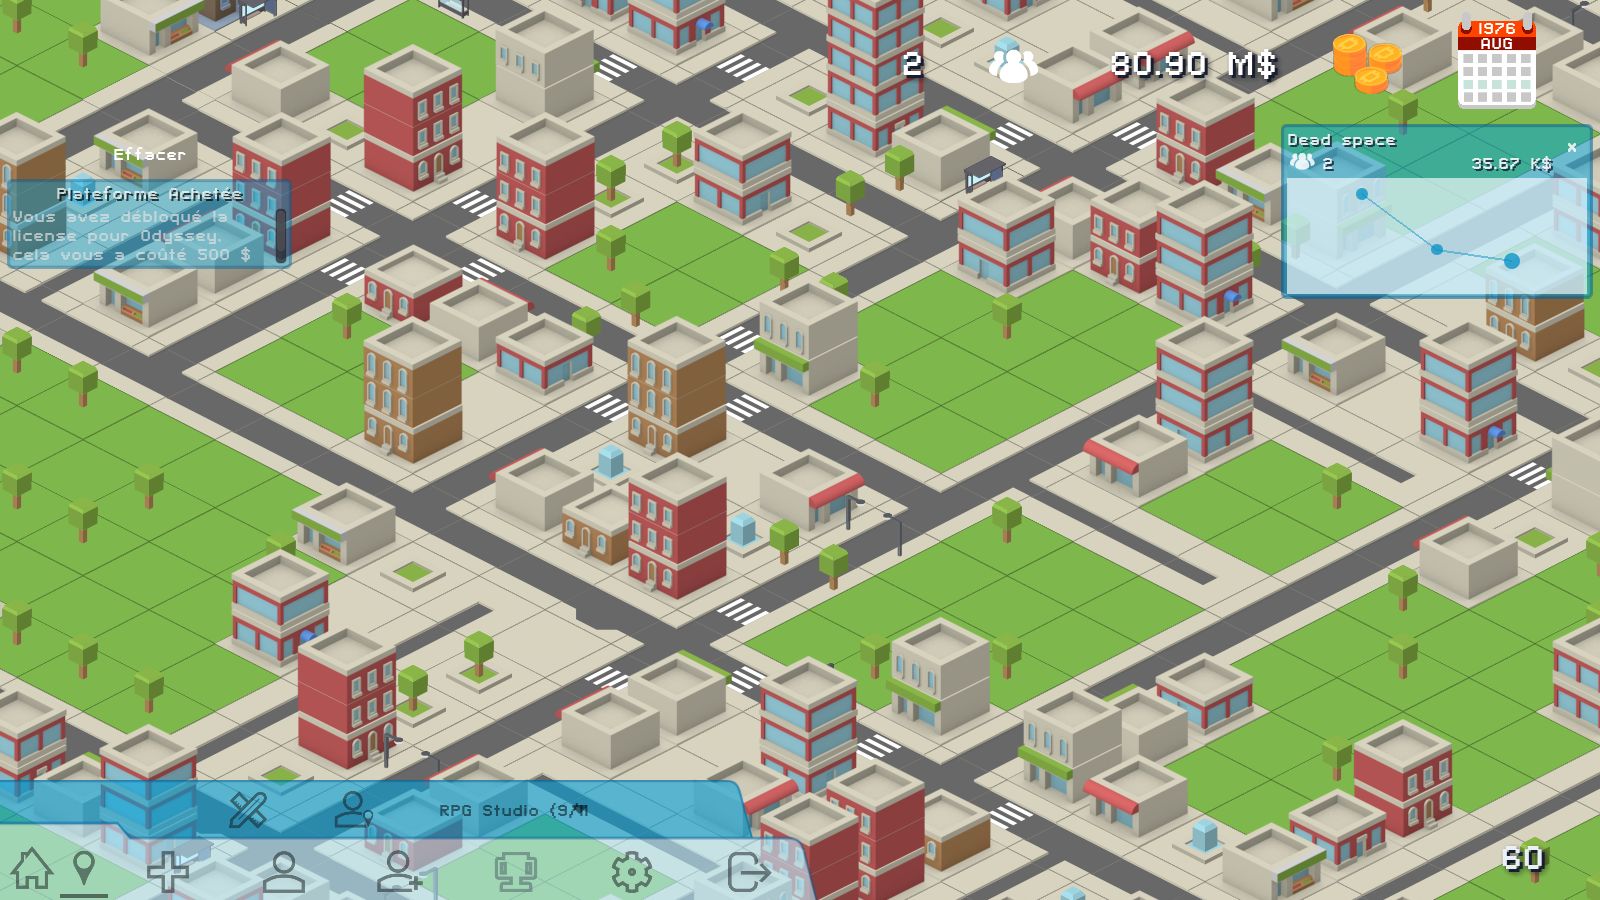 2
80.90 M$
1976
AUG
Effacer
Plateforme Achetée
Vous avez débloqué la
license pour Odyssey.
cela vous a coûté 500 $
Dead space
x
2
35.67 K$
RPG Studio (9/
60